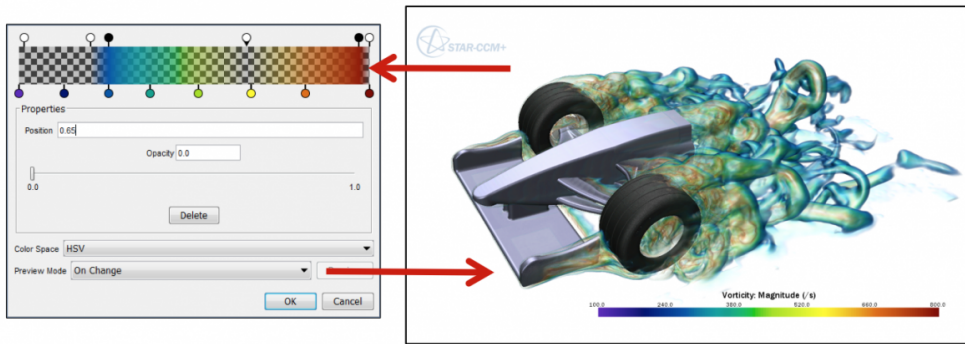 Properties
Position 0.65
Opacity 0.0
0.0 1.0
Delete
Color Space HSV
Preview Mode On Change
OK Cancel
STAR-CCM+
Vorticity: Magnitude (/s)
100.0 240.0 380.0 520.0 660.0 800.0